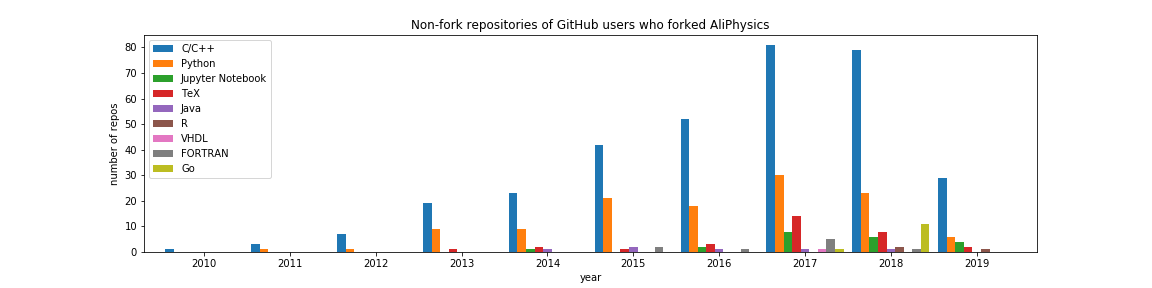 Non-fork repositories of GitHub users who forked AliPhysics
number of repos
80
70
60
50
40
30
20
10
0
C/C++
Python
Jupyter Notebook
TeX
Java
R
VHDL
FORTRAN
Go
2010 2011 2012 2013 2014 2015 2016 2017 2018 2019
year